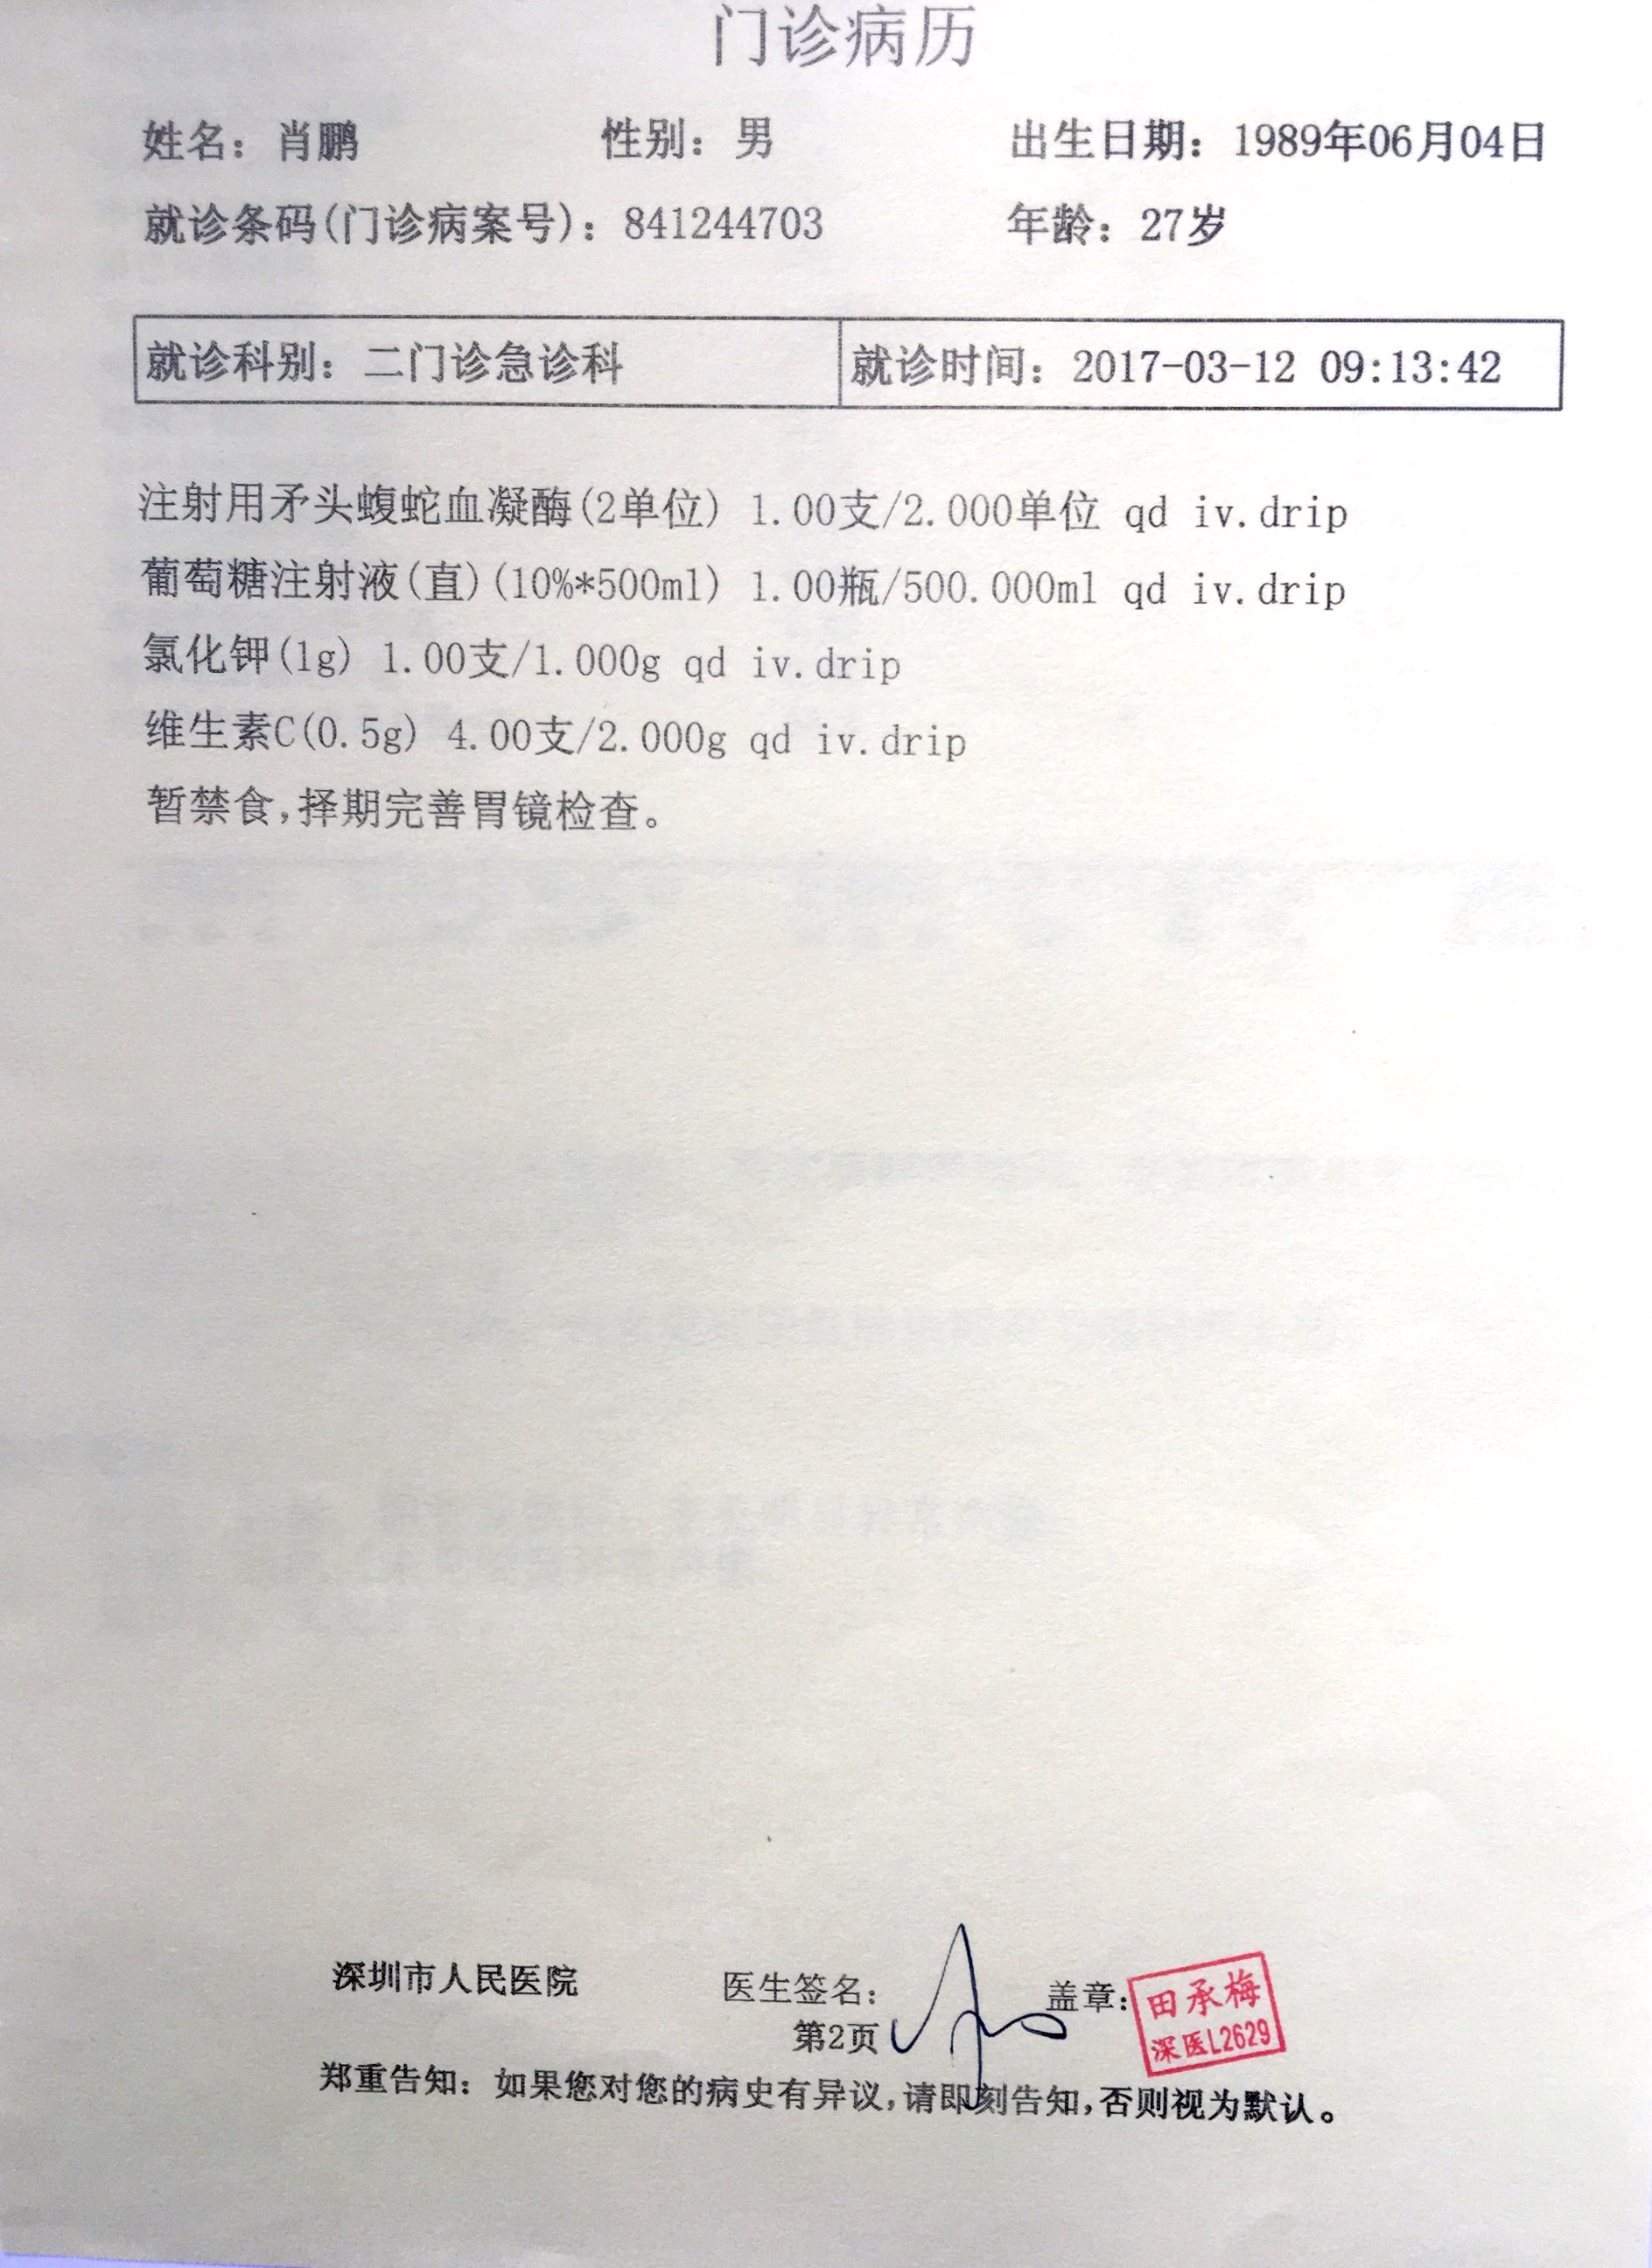 门诊病历
姓名：肖鹏 性别：男 出生日期：1989年06月04日
就诊条码(门诊病案号)：841244703 年龄：27岁
就诊科别：二门诊急诊科 就诊时间：2017-03-12 09:13:42
注射用矛头蝮蛇血凝酶(2单位) 1.00支/2.000单位 qd iv.drip
葡萄糖注射液(直)(10%*500ml) 1.00瓶/500.000ml qd iv.drip
氯化钾(1g) 1.00支/1.000g qd iv.drip
维生素C(0.5g) 4.00支/2.000g qd iv.drip
暂禁食,择期完善胃镜检查。
深圳市人民医院 医生签名： 盖章：
田承梅
深医L2629
第2页
郑重告知：如果您对您的病史有异议,请即刻告知,否则视为默认。